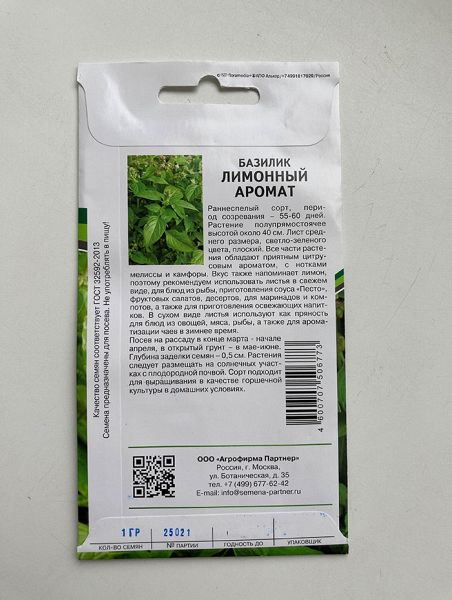 БАЗИЛИК
ЛИМОННЫЙ
АРОМАТ
Раннеспелый сорт, пери-
од созревания – 55-60 дней.
Растение полупрямостоячее
высотой около 40 см. Лист сред-
него размера, светло-зеленого
цвета, плоский. Все части расте-
ния обладают приятным цитру-
совым ароматом, с нотками
мелиссы и камфоры. Вкус также напоминает лимон,
поэтому рекомендуем использовать листья в свежем
виде, для блюд из рыбы, приготовления соуса «Песто»,
фруктовых салатов, десертов, для маринадов и ком-
потов, а также для приготовления освежающих напит-
ков. В сухом виде листья используют как пряность
для блюд из овощей, мяса, рыбы, а также для арома-
тизации чаев в зимнее время.
Посев на рассаду в конце марта - начале
апреля, в открытый грунт – в мае-июне.
Глубина заделки семян – 0,5 см. Растения
следует размещать на солнечных участ-
ках с плодородной почвой. Сорт подходит
для выращивания в качестве горшечной
культуры в домашних условиях.
Качество семян соответствует ГОСТ 32592-2013
Семена предназначены для посева. Не употреблять в пищу!
4 600707 506773
ООО «Агрофирма Партнер»
Россия, г. Москва,
ул. Ботаническая, д. 35
тел. +7 (499) 677-62-42
E-mail: info@semena-partner.ru
1 ГР 25021
КОЛ-ВО СЕМЯН № ПАРТИИ ГОДНОСТЬ ДО УПАКОВЩИК